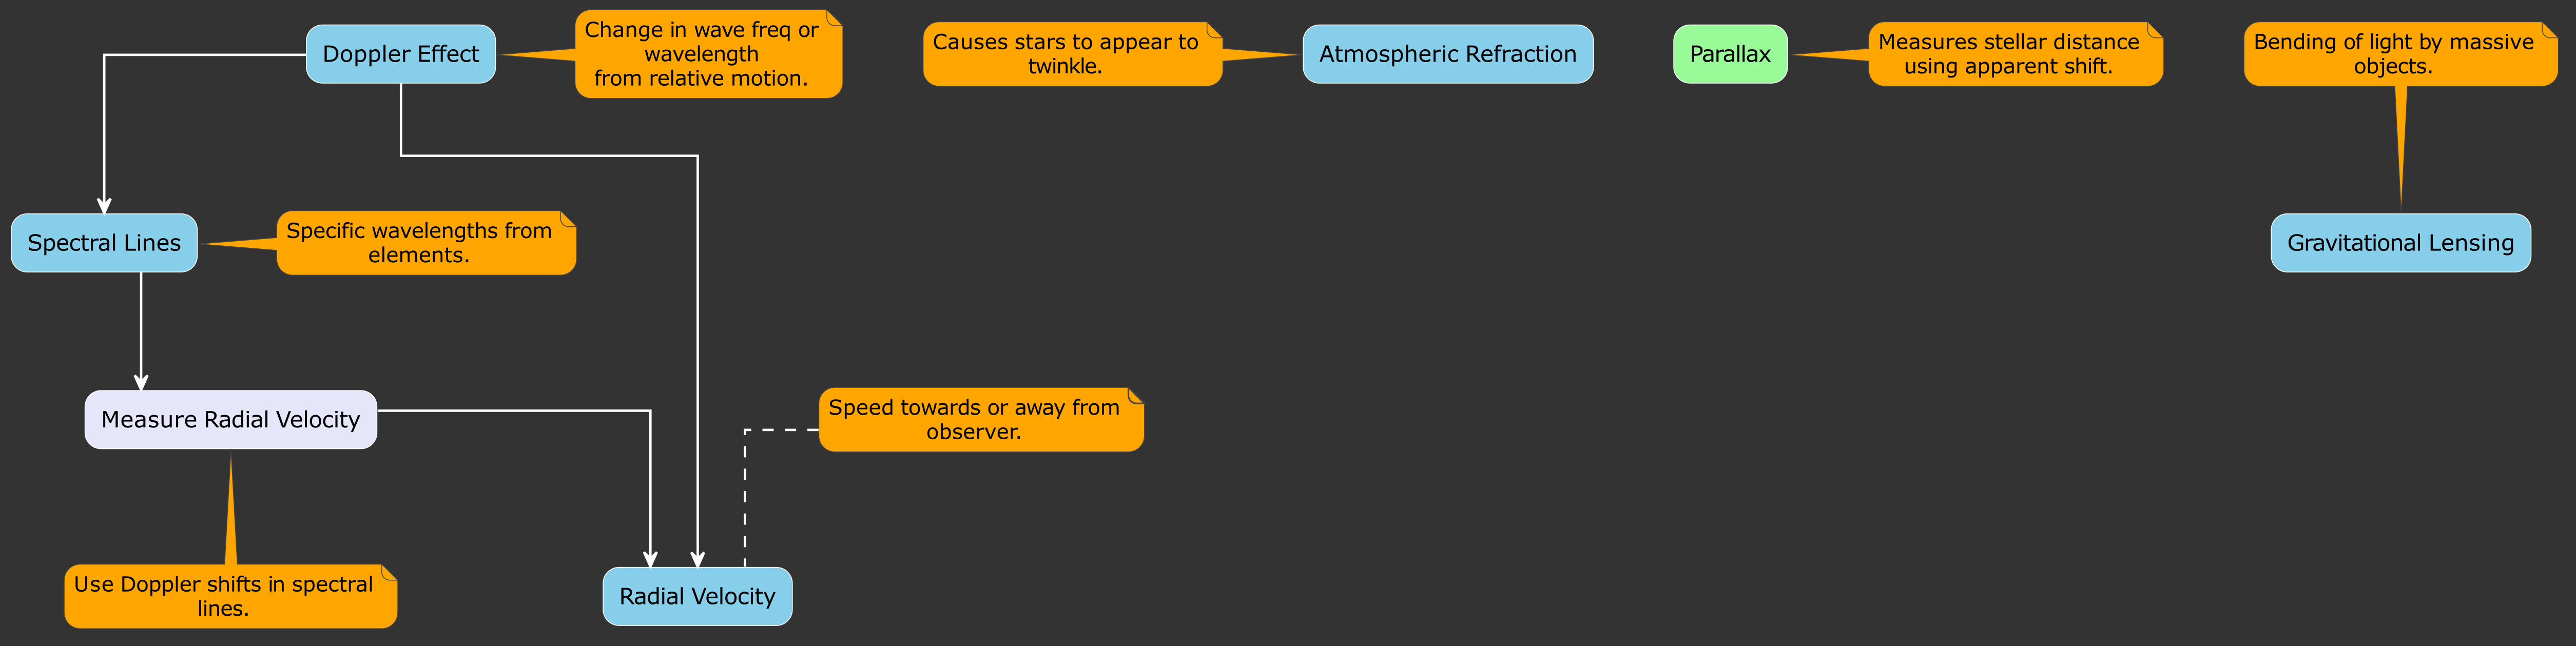 Doppler Effect
Change in wave freq or
wavelength
from relative motion.
Causes stars to appear to
twinkle.
Atmospheric Refraction
Parallax
Measures stellar distance
using apparent shift.
Bending of light by massive
objects.
Spectral Lines
Specific wavelengths from
elements.
Gravitational Lensing
Measure Radial Velocity
Speed towards or away from
observer.
Use Doppler shifts in spectral
lines.
Radial Velocity